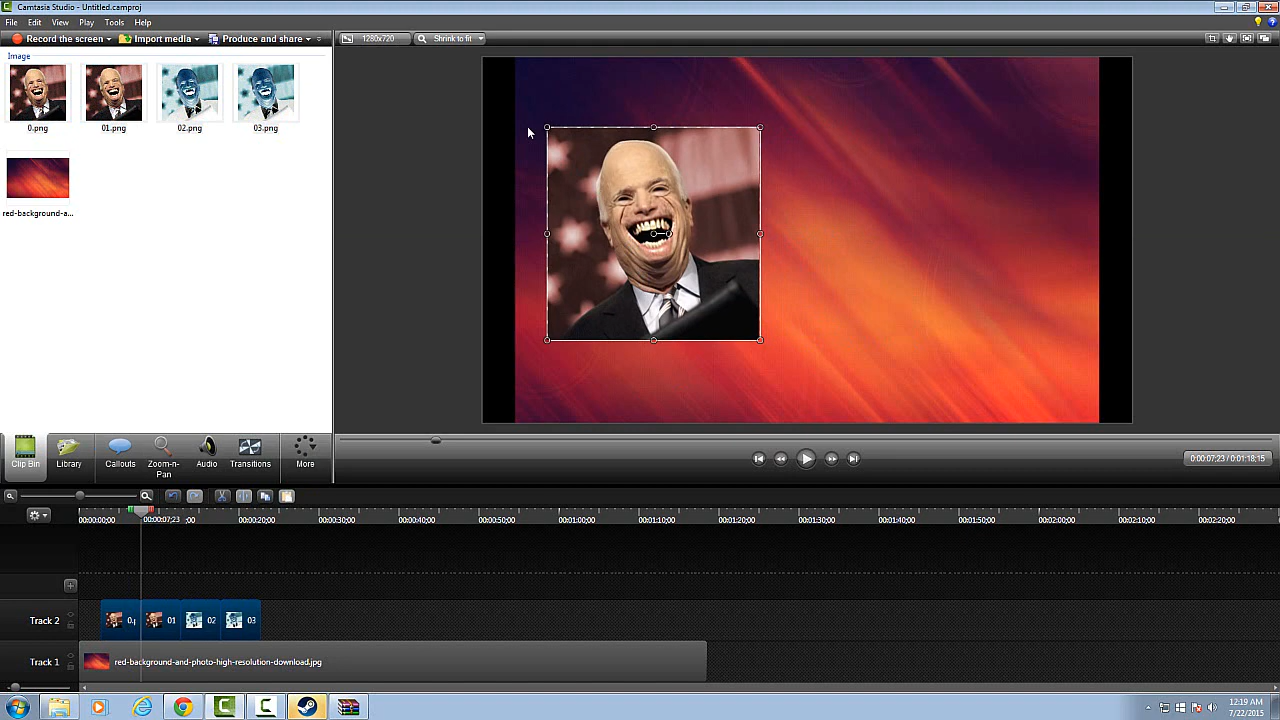 Camtasia Studio - Untitled.camproj
File Edit View Play Tools Help
Record the screen Import media Produce and share
1280x720 Shrink to fit
Image
0.png 01.png 02.png 03.png
red-background-a...
Clip Bin Library Callouts Zoom-n-Pan Audio Transitions More
0:00:07;23 / 0:01:18;15
00:00:00;00 00:00:07;23 ;00 00:00:20;00 00:00:30;00 00:00:40;00 00:00:50;00 00:01:00;00 00:01:10;00 00:01:20;00 00:01:30;00 00:01:40;00 00:01:50;00 00:02:00;00 00:02:10;00 00:02:20;00
Track 2 0.p 01 02 03
Track 1 red-background-and-photo-high-resolution-download.jpg
12:19 AM
7/22/2015